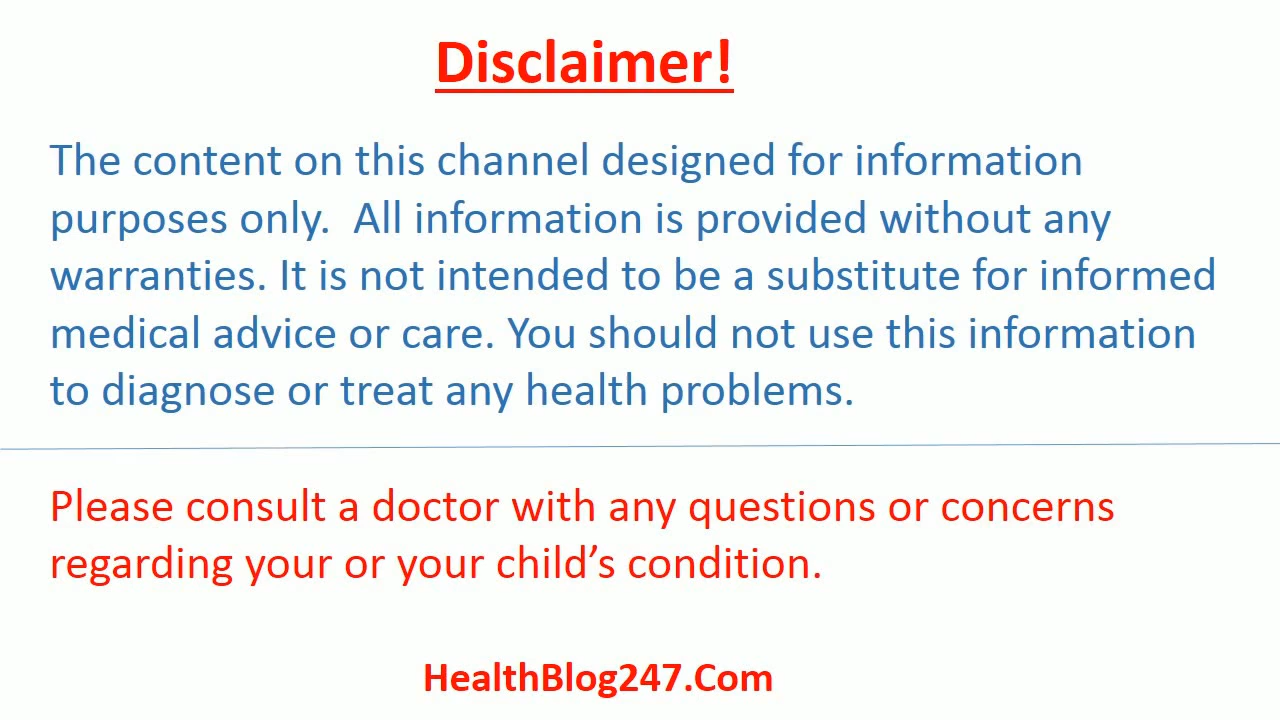 Disclaimer!
The content on this channel designed for information
purposes only.  All information is provided without any
warranties. It is not intended to be a substitute for informed
medical advice or care. You should not use this information
to diagnose or treat any health problems.
Please consult a doctor with any questions or concerns
regarding your or your child’s condition.
HealthBlog247.Com